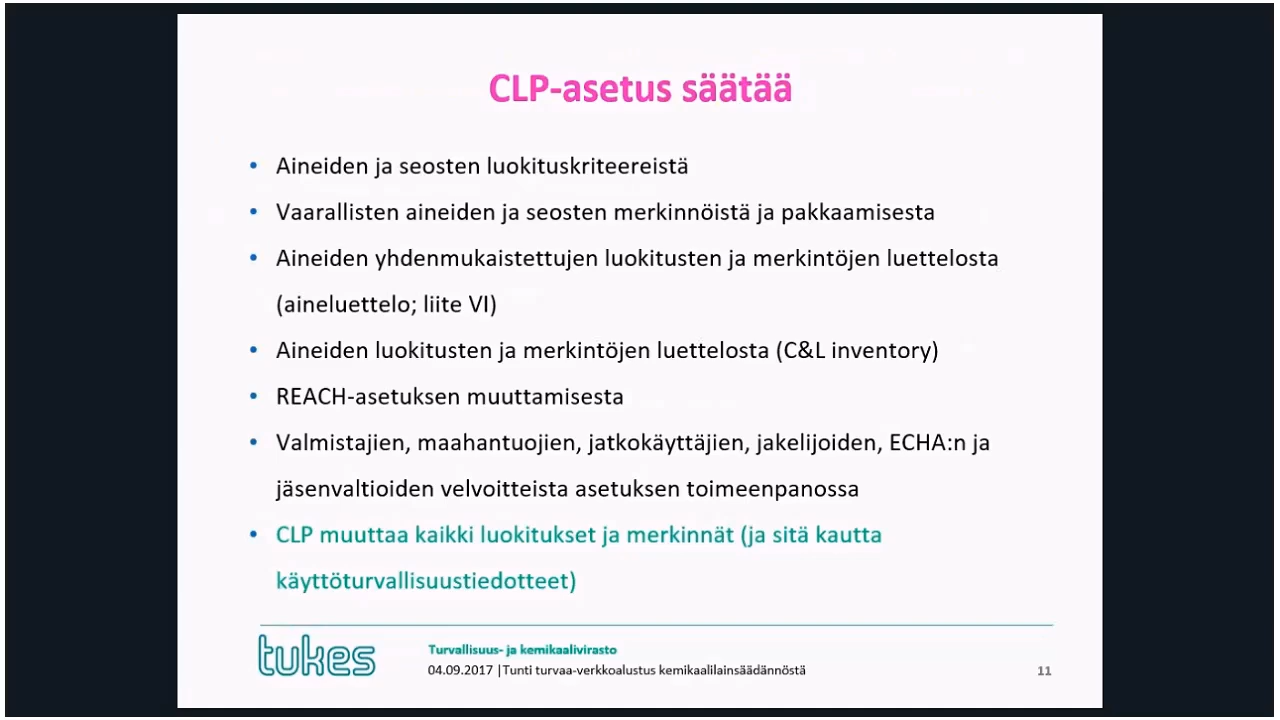 CLP-asetus säätää
• Aineiden ja seosten luokituskriteereistä
• Vaarallisten aineiden ja seosten merkinnöistä ja pakkaamisesta
• Aineiden yhdenmukaistettujen luokitusten ja merkintöjen luettelosta
(aineluettelo; liite VI)
• Aineiden luokitusten ja merkintöjen luettelosta (C&L inventory)
• REACH-asetuksen muuttamisesta
• Valmistajien, maahantuojien, jatkokäyttäjien, jakelijoiden, ECHA:n ja
jäsenvaltioiden velvoitteista asetuksen toimeenpanossa
• CLP muuttaa kaikki luokitukset ja merkinnät (ja sitä kautta
käyttöturvallisuustiedotteet)
tukes
Turvallisuus- ja kemikaalivirasto
04.09.2017 |Tunti turvaa-verkkoalustus kemikaalilainsäädännöstä
11